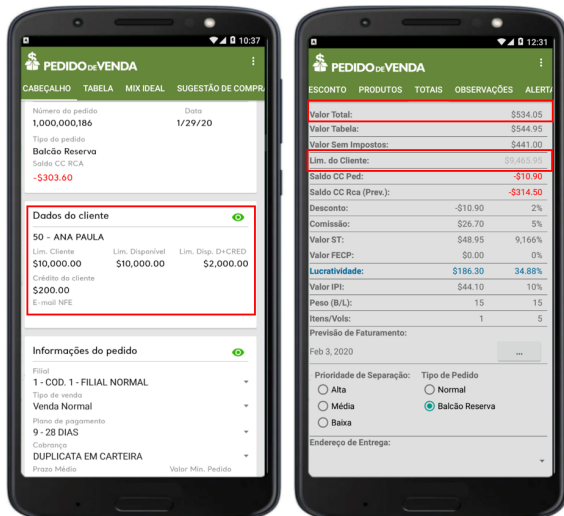 10:37
PEDIDO DE VENDA
CABEÇALHO TABELA MIX IDEAL SUGESTÃO DE COMPRA
Número do pedido Data
1,000,000,186 1/29/20
Tipo do pedido
Balcão Reserva
Saldo CC RCA
-$303.60
Dados do cliente
50 - ANA PAULA
Lim. Cliente Lim. Disponível Lim. Disp. D+CRED
$10,000.00 $10,000.00 $2,000.00
Crédito do cliente
$200.00
E-mail NFE
Informações do pedido
Filial
1 - COD. 1 - FILIAL NORMAL
Tipo de venda
Venda Normal
Plano de pagamento
9 - 28 DIAS
Cobrança
DUPLICATA EM CARTEIRA
Prazo Médio Valor Min. Pedido
12:31
PEDIDO DE VENDA
ESCONTO PRODUTOS TOTAIS OBSERVAÇÕES ALERTA
Valor Total: $534.05
Valor Tabela: $544.95
Valor Sem Impostos: $441.00
Lim. do Cliente: $9,465.95
Saldo CC Ped: -$10.90
Saldo CC Rca (Prev.): -$314.50
Desconto: -$10.90 2%
Comissão: $26.70 5%
Valor ST: $48.95 9,166%
Valor FECP: $0.00 0%
Lucratividade: $186.30 34.88%
Valor IPI: $44.10 10%
Peso (B/L): 15 15
Itens/Vols: 1 5
Previsão de Faturamento:
Feb 3, 2020 ...
Prioridade de Separação: Tipo de Pedido
Alta Normal
Média Balcão Reserva
Baixa
Endereço de Entrega: